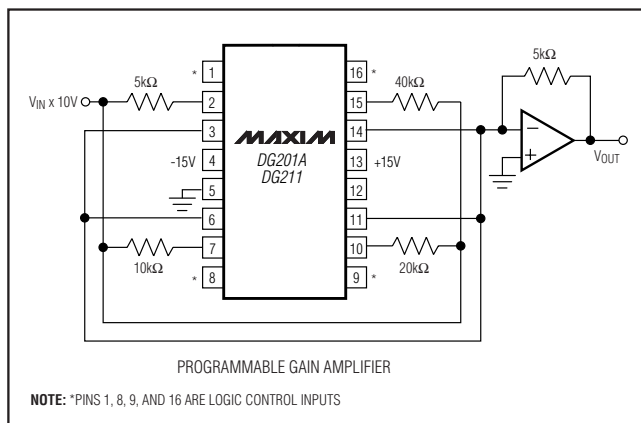 5kΩ
* 1
16 *
40kΩ
5kΩ
VIN x 10V
2
15
3
14
MAXIM
DG201A
DG211
-15V
4
13
+15V
5
12
6
11
7
10
10kΩ
20kΩ
* 8
9 *
−
+
VOUT
PROGRAMMABLE GAIN AMPLIFIER
NOTE: *PINS 1, 8, 9, AND 16 ARE LOGIC CONTROL INPUTS